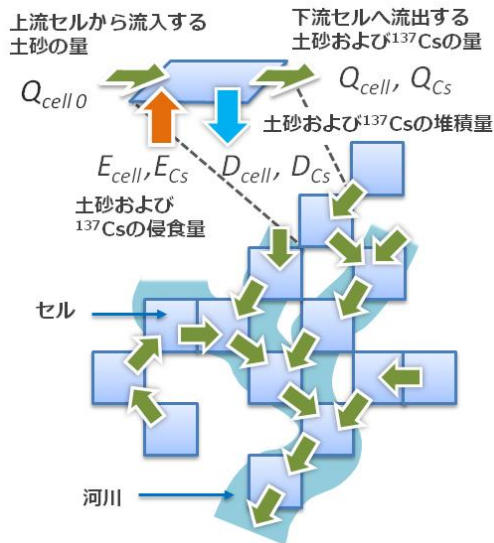 上流セルから流入する
土砂の量
下流セルへ流出する
土砂および¹³⁷Csの量
Qcell 0
Qcell, QCs
土砂および¹³⁷Csの堆積量
Ecell,ECs
Dcell, DCs
土砂および
¹³⁷Csの侵食量
セル
河川